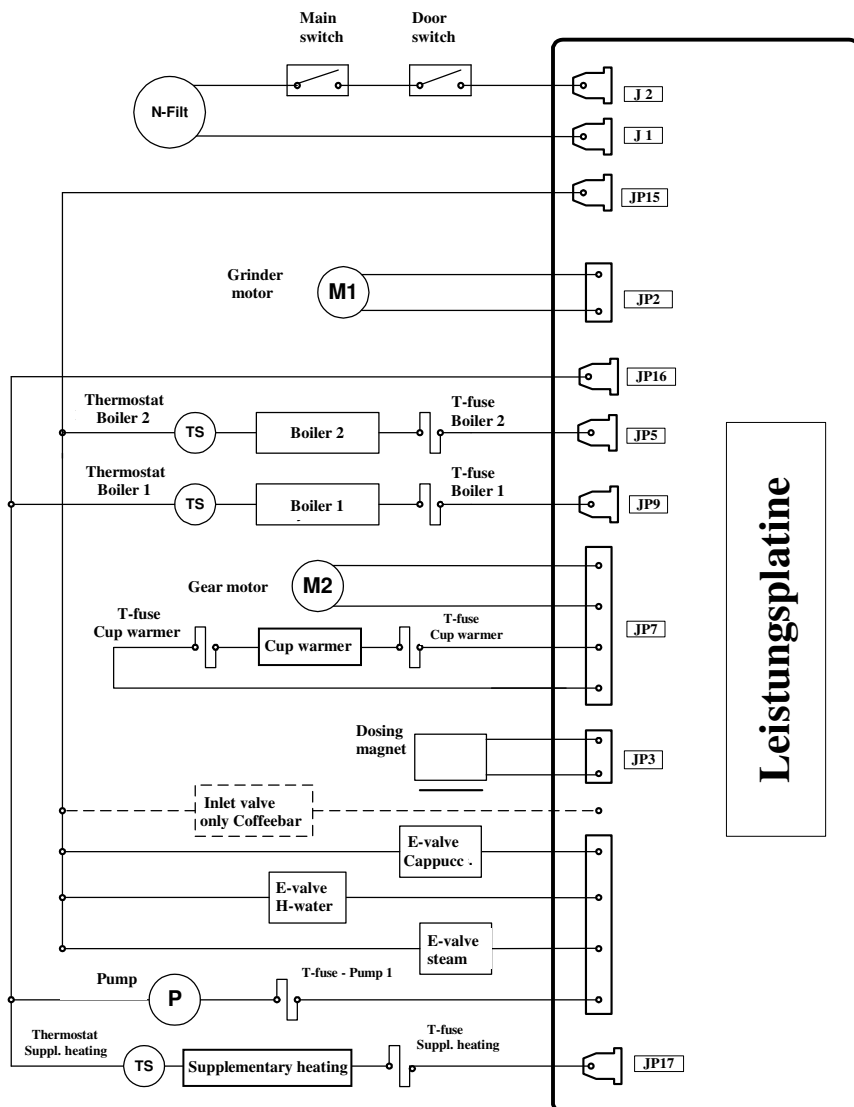 Main
switch
Door
switch
N-Filt
J 2
J 1
JP15
Grinder
motor
M1
JP2
JP16
Thermostat
Boiler 2
TS
Boiler 2
T-fuse
Boiler 2
JP5
Thermostat
Boiler 1
TS
Boiler 1
T-fuse
Boiler 1
JP9
Gear motor
M2
T-fuse
Cup warmer
Cup warmer
T-fuse
Cup warmer
JP7
Leistungsplatine
Dosing
magnet
JP3
Inlet valve
only Coffeebar
E-valve
Cappucc .
E-valve
H-water
E-valve
steam
Pump
P
T-fuse - Pump 1
Thermostat
Suppl. heating
TS
Supplementary heating
T-fuse
Suppl. heating
JP17